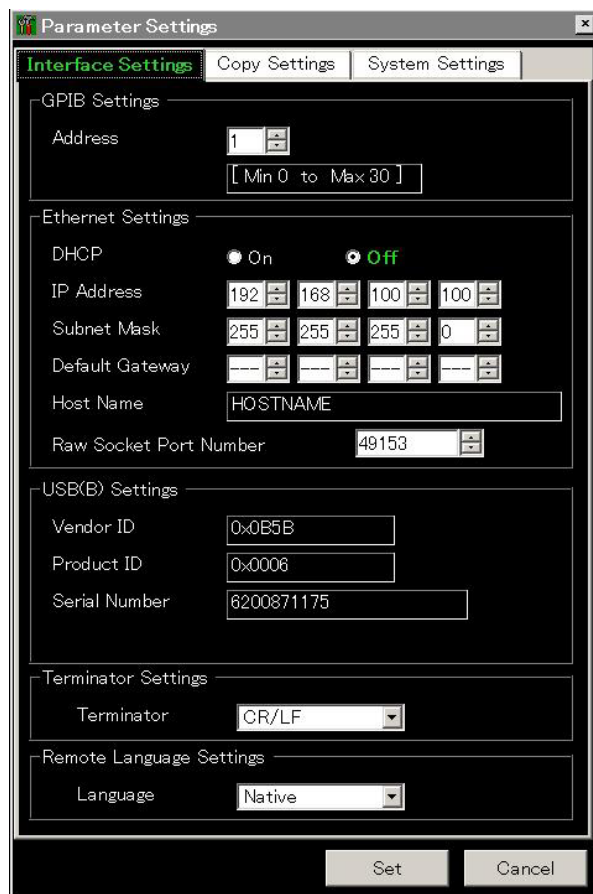 Parameter Settings
Interface Settings Copy Settings System Settings
GPIB Settings
Address 1
[ Min 0 to Max 30 ]
Ethernet Settings
DHCP On Off
IP Address 192 168 100 100
Subnet Mask 255 255 255 0
Default Gateway --- --- --- ---
Host Name HOSTNAME
Raw Socket Port Number 49153
USB(B) Settings
Vendor ID 0x0B5B
Product ID 0x0006
Serial Number 6200871175
Terminator Settings
Terminator CR/LF
Remote Language Settings
Language Native
Set Cancel